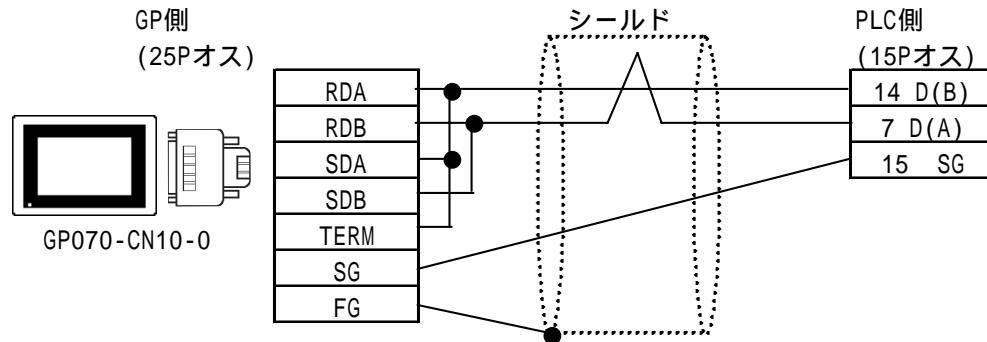 GP側
(25Pオス)
シールド
PLC側
(15Pオス)
RDA
RDB
SDA
SDB
TERM
SG
FG
14 D(B)
7 D(A)
15 SG
GP070-CN10-0